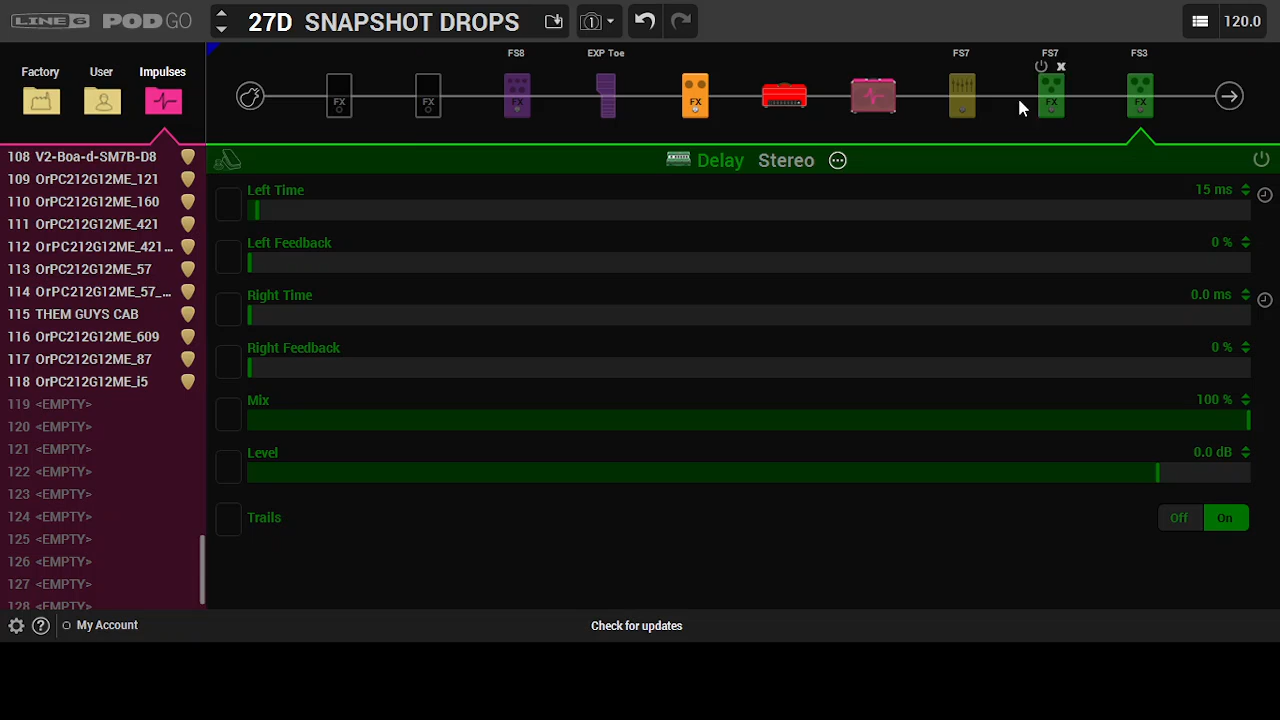 LINE 6 POD GO
27D SNAPSHOT DROPS
1
120.0
Factory
User
Impulses
FS8
EXP Toe
FS7
FS7
FS3
FX
FX
FX
FX
FX
FX
Delay Stereo
108 V2-Boa-d-SM7B-D8
109 OrPC212G12ME_121
110 OrPC212G12ME_160
111 OrPC212G12ME_421
112 OrPC212G12ME_421...
113 OrPC212G12ME_57
114 OrPC212G12ME_57_...
115 THEM GUYS CAB
116 OrPC212G12ME_609
117 OrPC212G12ME_87
118 OrPC212G12ME_i5
119 <EMPTY>
120 <EMPTY>
121 <EMPTY>
122 <EMPTY>
123 <EMPTY>
124 <EMPTY>
125 <EMPTY>
126 <EMPTY>
127 <EMPTY>
128 <EMPTY>
Left Time 15 ms
Left Feedback 0 %
Right Time 0.0 ms
Right Feedback 0 %
Mix 100 %
Level 0.0 dB
Trails Off On
? My Account
Check for updates